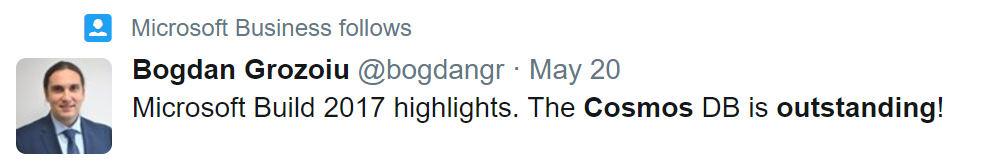 Microsoft Business follows
Bogdan Grozoiu @bogdangr · May 20
Microsoft Build 2017 highlights. The Cosmos DB is outstanding!